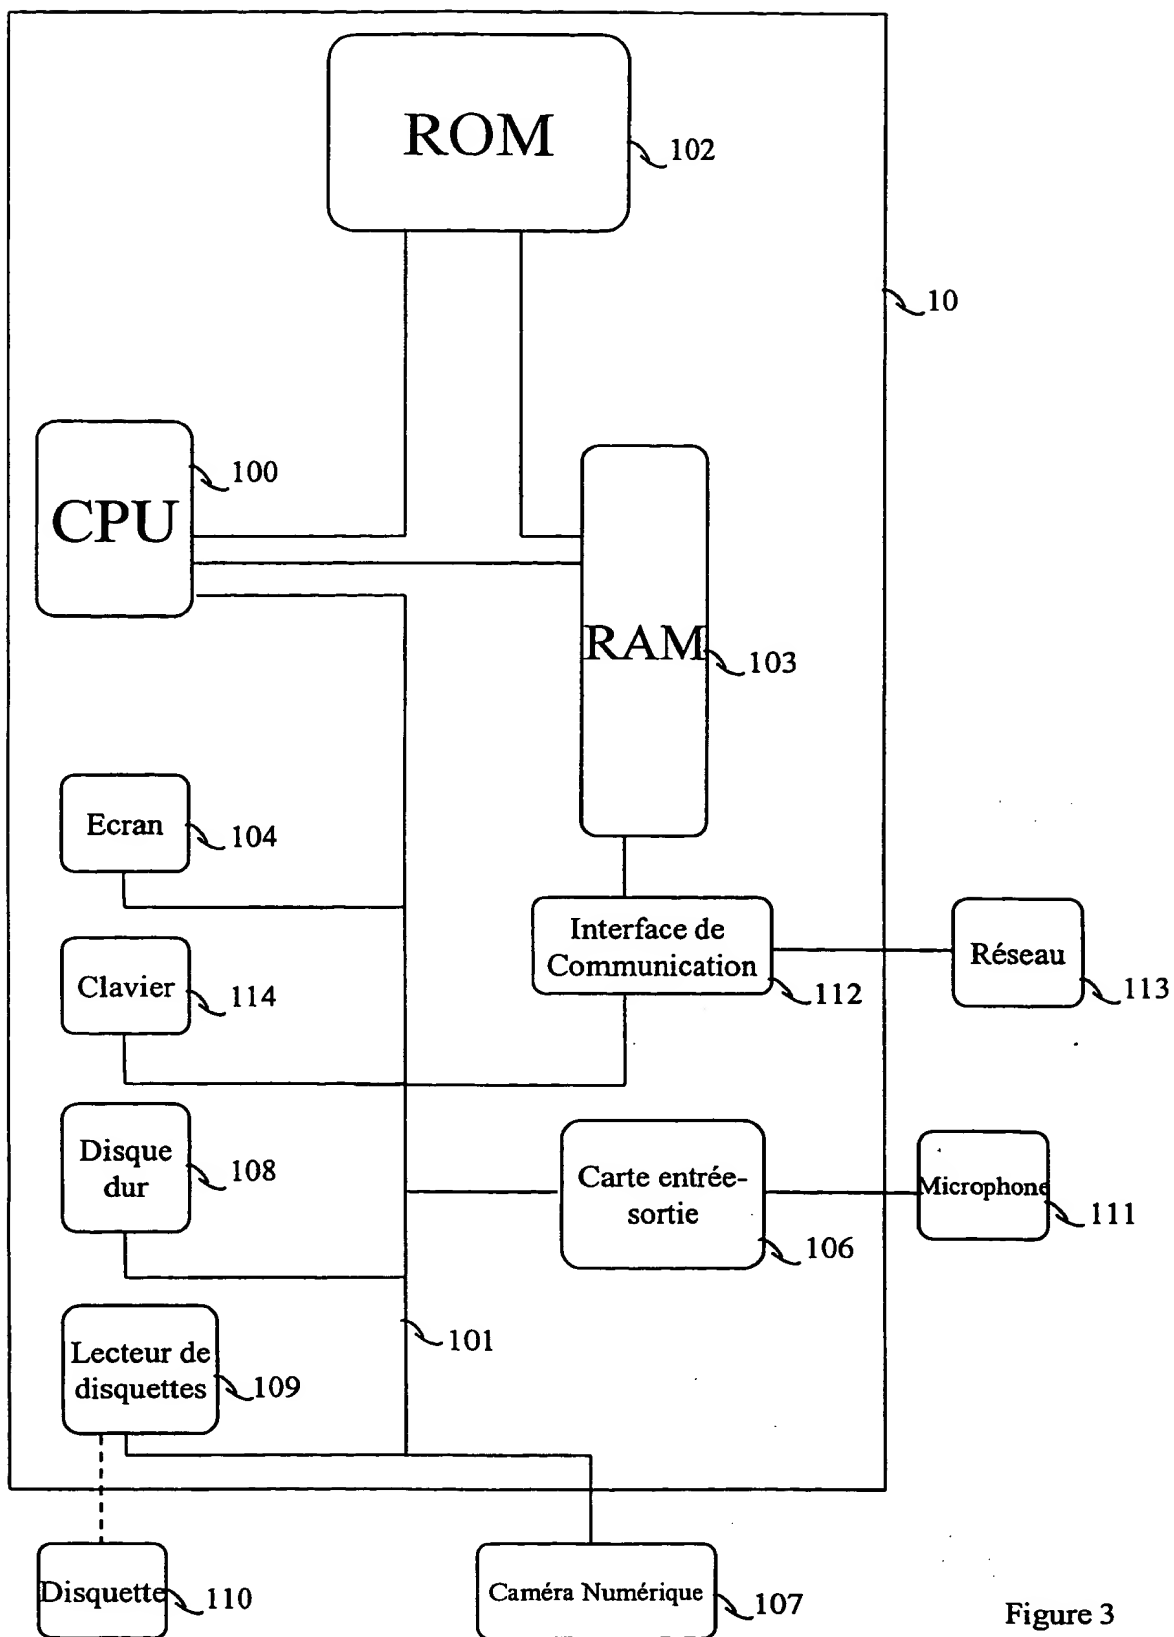 ROM
102
10
100
CPU
RAM
103
Ecran
104
Interface de
Communication
112
Réseau
113
Clavier
114
Disque
dur
108
Carte entrée-
sortie
106
Microphone
111
101
Lecteur de
disquettes
109
Disquette
110
Caméra Numérique
107
Figure 3